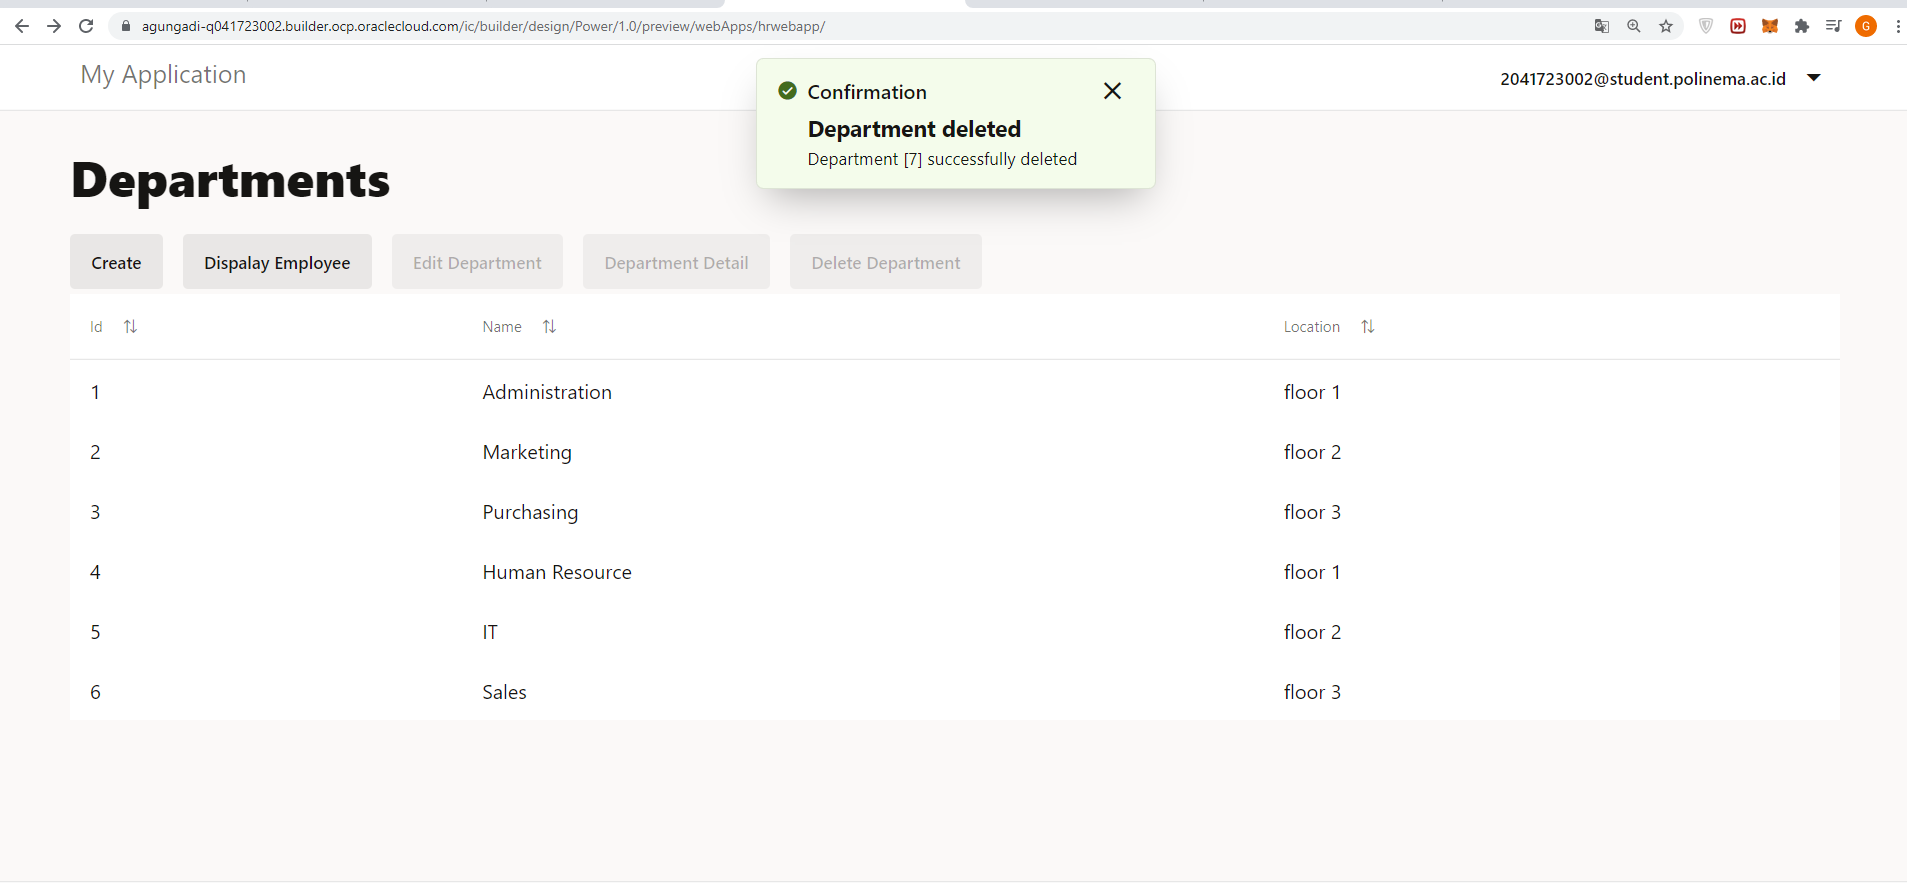 agungadi-q041723002.builder.ocp.oraclecloud.com/ic/builder/design/Power/1.0/preview/webApps/hrwebapp/
G
My Application
2041723002@student.polinema.ac.id
Confirmation
Department deleted
Department [7] successfully deleted
Departments
Create Dispalay Employee Edit Department Department Detail Delete Department
Id Name Location
1 Administration floor 1
2 Marketing floor 2
3 Purchasing floor 3
4 Human Resource floor 1
5 IT floor 2
6 Sales floor 3